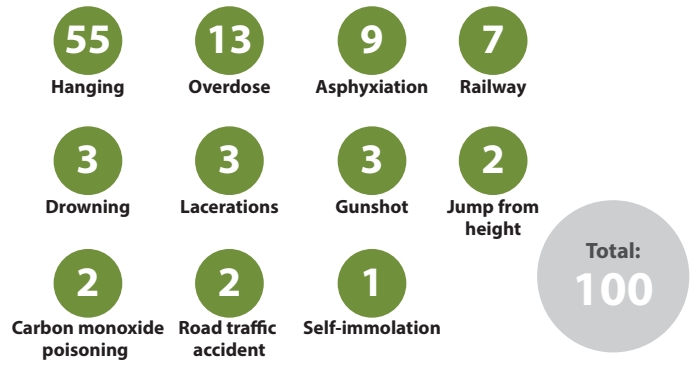 55 13 9 7
Hanging Overdose Asphyxiation Railway
3 3 3 2
Drowning Lacerations Gunshot Jump from
height
Total:
100
2 2 1
Carbon monoxide Road traffic Self-immolation
poisoning accident